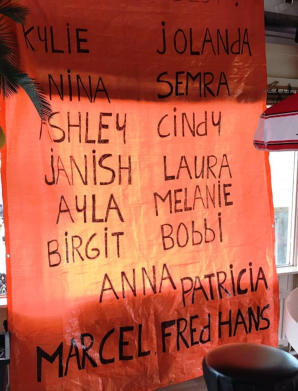 KYLIE JOLANDA
NINA SEMRA
ASHLEY CINDY
JANISH LAURA
AYLA MELANIE
BIRGIT BOBBI
ANNA PATRICIA
MARCEL. FRED HANS